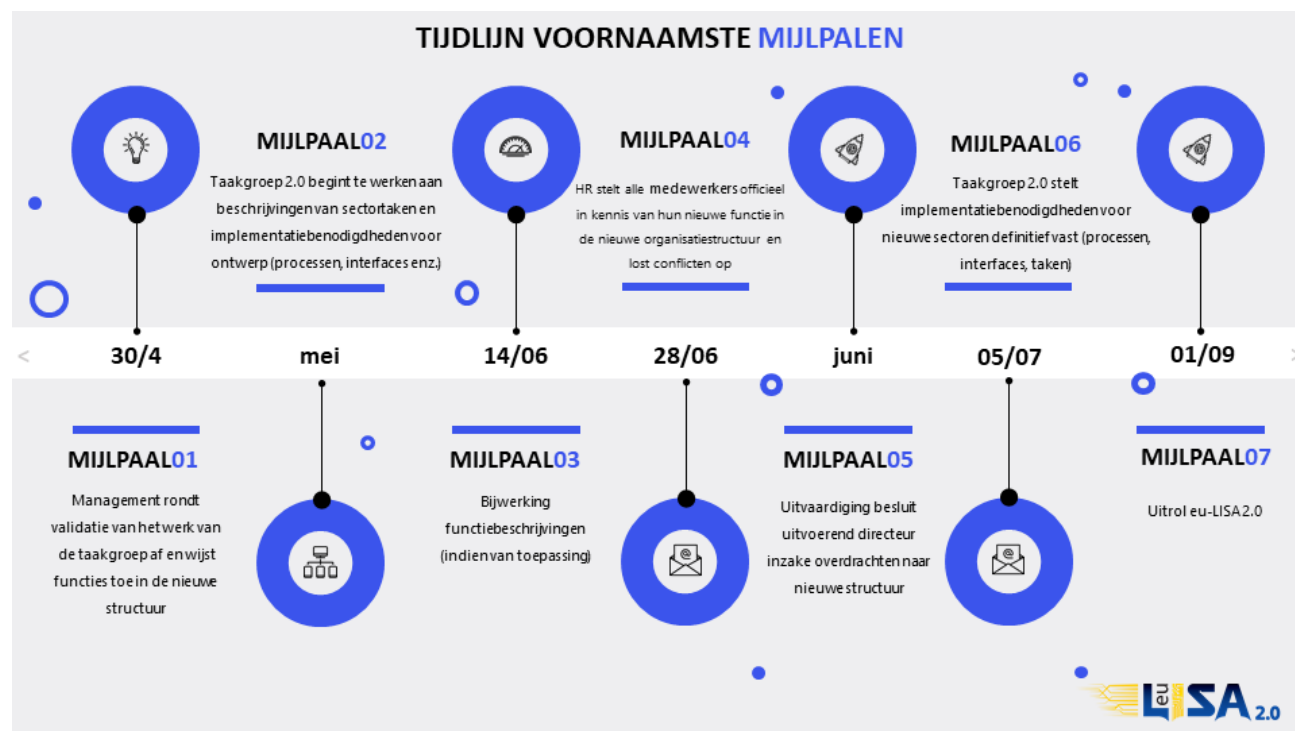 TIJDLIJN VOORNAAMSTE MIJLPALEN
MIJLPAAL02
Taakgroep 2.0 begint te werken aan
beschrijvingen van sectortaken en
implementatiebenodigdheden voor
ontwerp (processen, interfaces enz.)
MIJLPAAL04
HR stelt alle medewerkers officieel
in kennis van hun nieuwe functie in
de nieuwe organisatiestructuur en
lost conflicten op
MIJLPAAL06
Taakgroep 2.0 stelt
implementatiebenodigdheden voor
nieuwe sectoren definitief vast (processen,
interfaces, taken)
< 30/4 mei 14/06 28/06 juni 05/07 01/09 >
MIJLPAAL01
Management rondt
validatie van het werk van
de taakgroep af en wijst
functies toe in de nieuwe
structuur
MIJLPAAL03
Bijwerking
functiebeschrijvingen
(indien van toepassing)
MIJLPAAL05
Uitvaardiging besluit
uitvoerend directeur
inzake overdrachten naar
nieuwe structuur
MIJLPAAL07
Uitrol eu-LISA 2.0
eu LISA 2.0